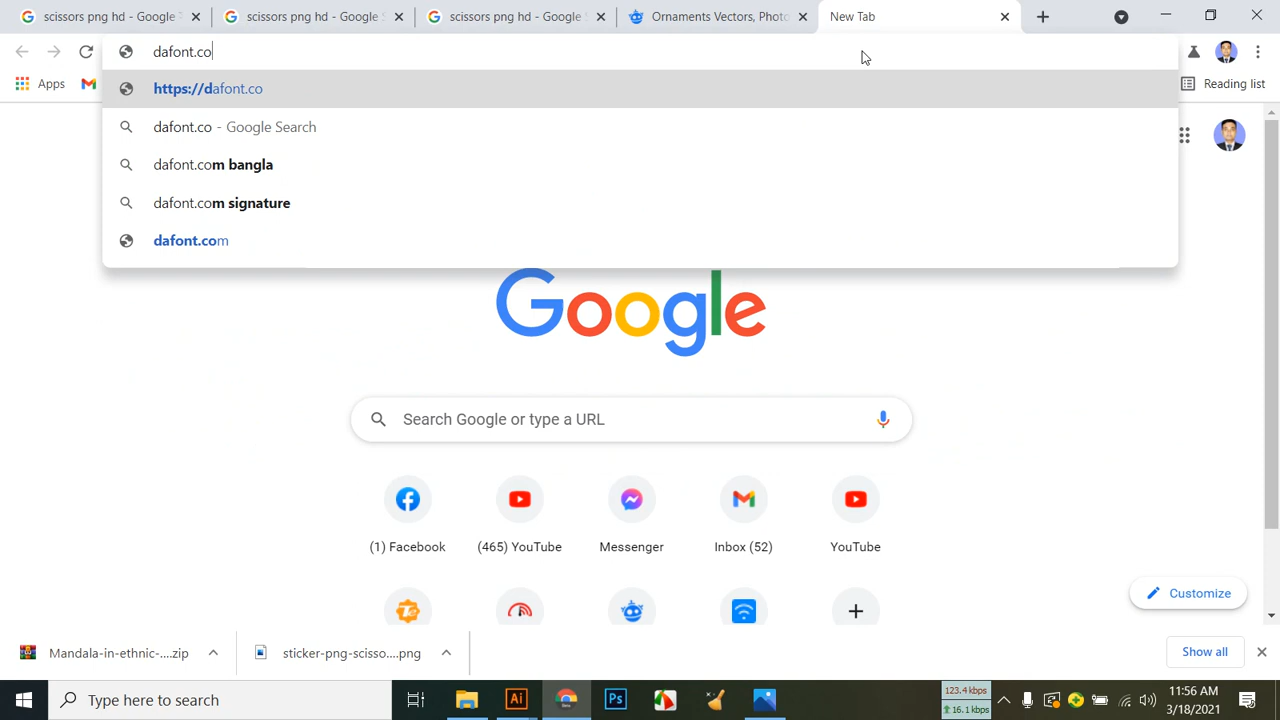 scissors png hd - Google S
scissors png hd - Google S
scissors png hd - Google S
Ornaments Vectors, Photo
New Tab
dafont.co
Apps
Reading list
https://dafont.co
dafont.co - Google Search
dafont.com bangla
dafont.com signature
dafont.com
Google
Search Google or type a URL
(1) Facebook
(465) YouTube
Messenger
Inbox (52)
YouTube
Customize
Mandala-in-ethnic-....zip
sticker-png-scisso....png
Show all
Type here to search
Ai
Ps
123.4 kbps
16.1 kbps
11:56 AM
3/18/2021